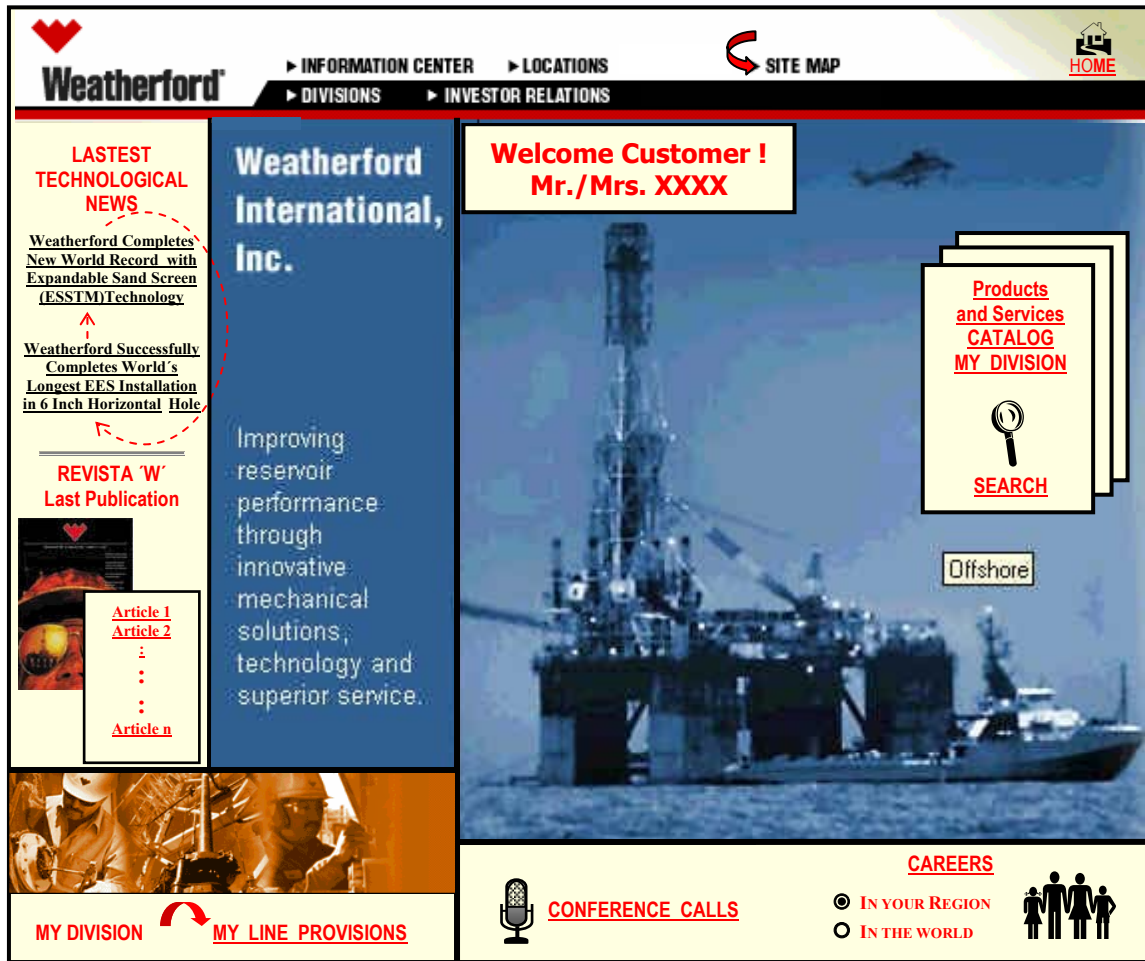 Weatherford®
▶ INFORMATION CENTER ▶ LOCATIONS ▶ SITE MAP
▶ DIVISIONS ▶ INVESTOR RELATIONS
HOME
LASTEST
TECHNOLOGICAL
NEWS
Weatherford Completes
New World Record with
Expandable Sand Screen
(ESSTM)Technology
Weatherford Successfully
Completes World´s
Longest EES Installation
in 6 Inch Horizontal Hole
REVISTA ´W´
Last Publication
Article 1
Article 2
:
:
:
Article n
Weatherford
International,
Inc.
Improving
reservoir
performance
through
innovative
mechanical
solutions,
technology and
superior service.
Welcome Customer !
Mr./Mrs. XXXX
Products
and Services
CATALOG
MY DIVISION
SEARCH
Offshore
MY DIVISION MY LINE PROVISIONS
CONFERENCE CALLS
CAREERS
IN YOUR REGION
IN THE WORLD